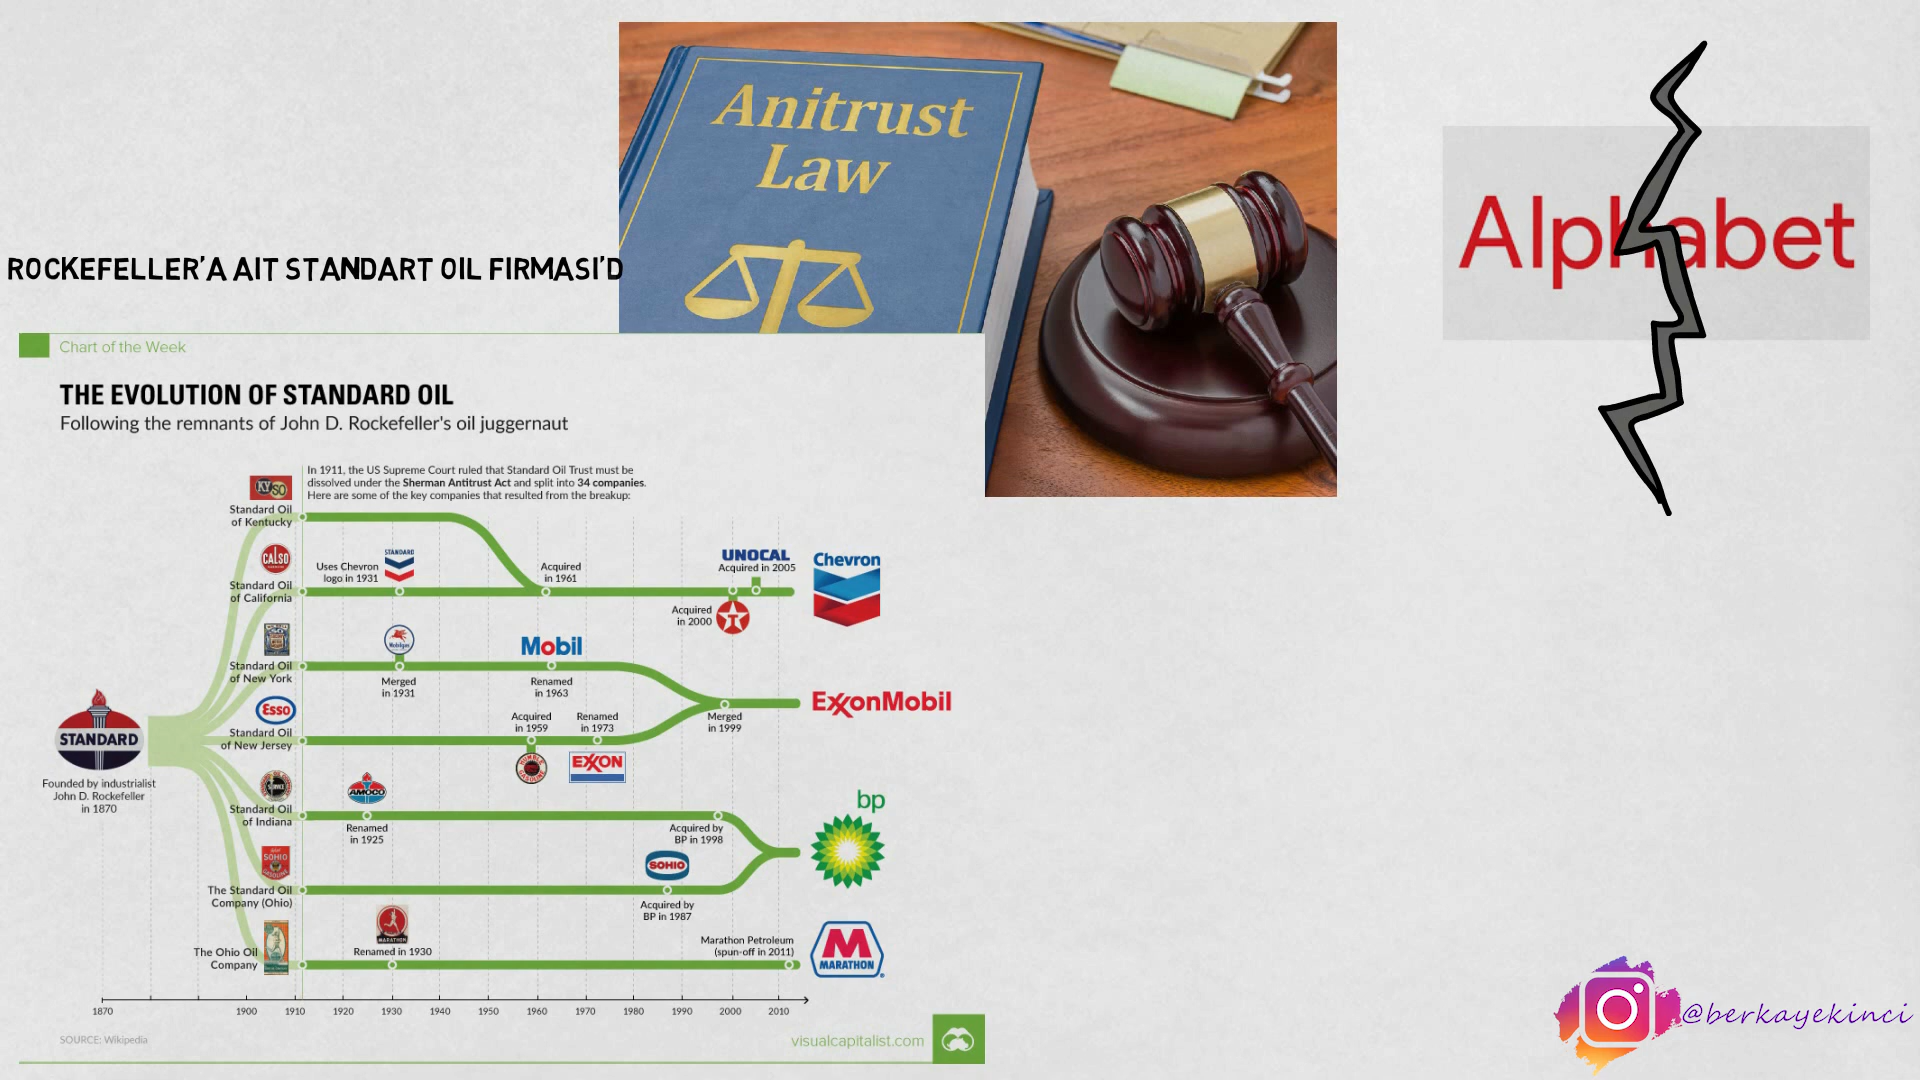 Anitrust
Law
Alphabet
ROCKEFELLER'A AIT STANDART OIL FIRMASI'D
Chart of the Week
THE EVOLUTION OF STANDARD OIL
Following the remnants of John D. Rockefeller's oil juggernaut
In 1911, the US Supreme Court ruled that Standard Oil Trust must be
dissolved under the Sherman Antitrust Act and split into 34 companies.
Here are some of the key companies that resulted from the breakup:
KYSO
Standard Oil
of Kentucky
CALSO
Standard Oil
of California
Uses Chevron
logo in 1931
STANDARD
Acquired
in 1961
UNOCAL
Acquired in 2005
Acquired
in 2000
T
Chevron
Standard Oil
of New York
Mobilgas
Merged
in 1931
Mobil
Renamed
in 1963
Esso
Standard Oil
of New Jersey
Acquired
in 1959
Renamed
in 1973
EXXON
Merged
in 1999
ExxonMobil
STANDARD
Founded by industrialist
John D. Rockefeller
in 1870
Standard Oil
of Indiana
AMOCO
Renamed
in 1925
Acquired by
BP in 1998
bp
SOHIO
GASOLINE
The Standard Oil
Company (Ohio)
SOHIO
Acquired by
BP in 1987
The Ohio Oil
Company
MARATHON
Renamed in 1930
Marathon Petroleum
(spun-off in 2011)
M
MARATHON
1870 1900 1910 1920 1930 1940 1950 1960 1970 1980 1990 2000 2010
SOURCE: Wikipedia
visualcapitalist.com
@berkayekinci